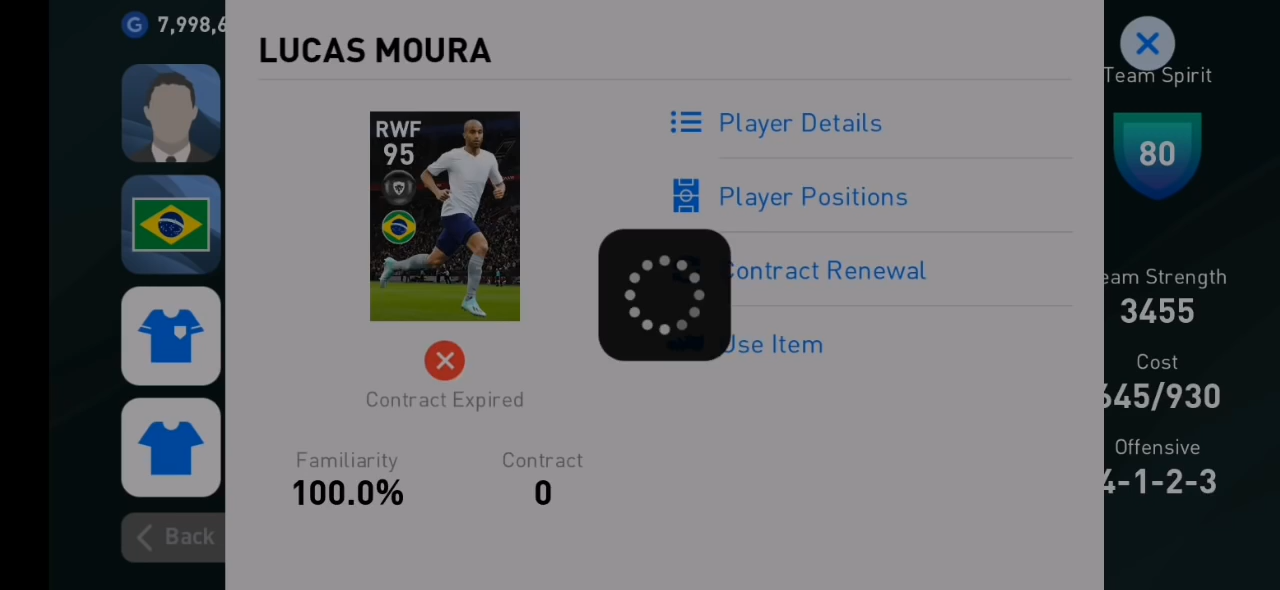 G 7,998,6
LUCAS MOURA
RWF
95
Contract Expired
Familiarity
100.0%
Contract
0
Player Details
Player Positions
Contract Renewal
Use Item
Team Spirit
80
eam Strength
3455
Cost
645/930
Offensive
4-1-2-3
Back